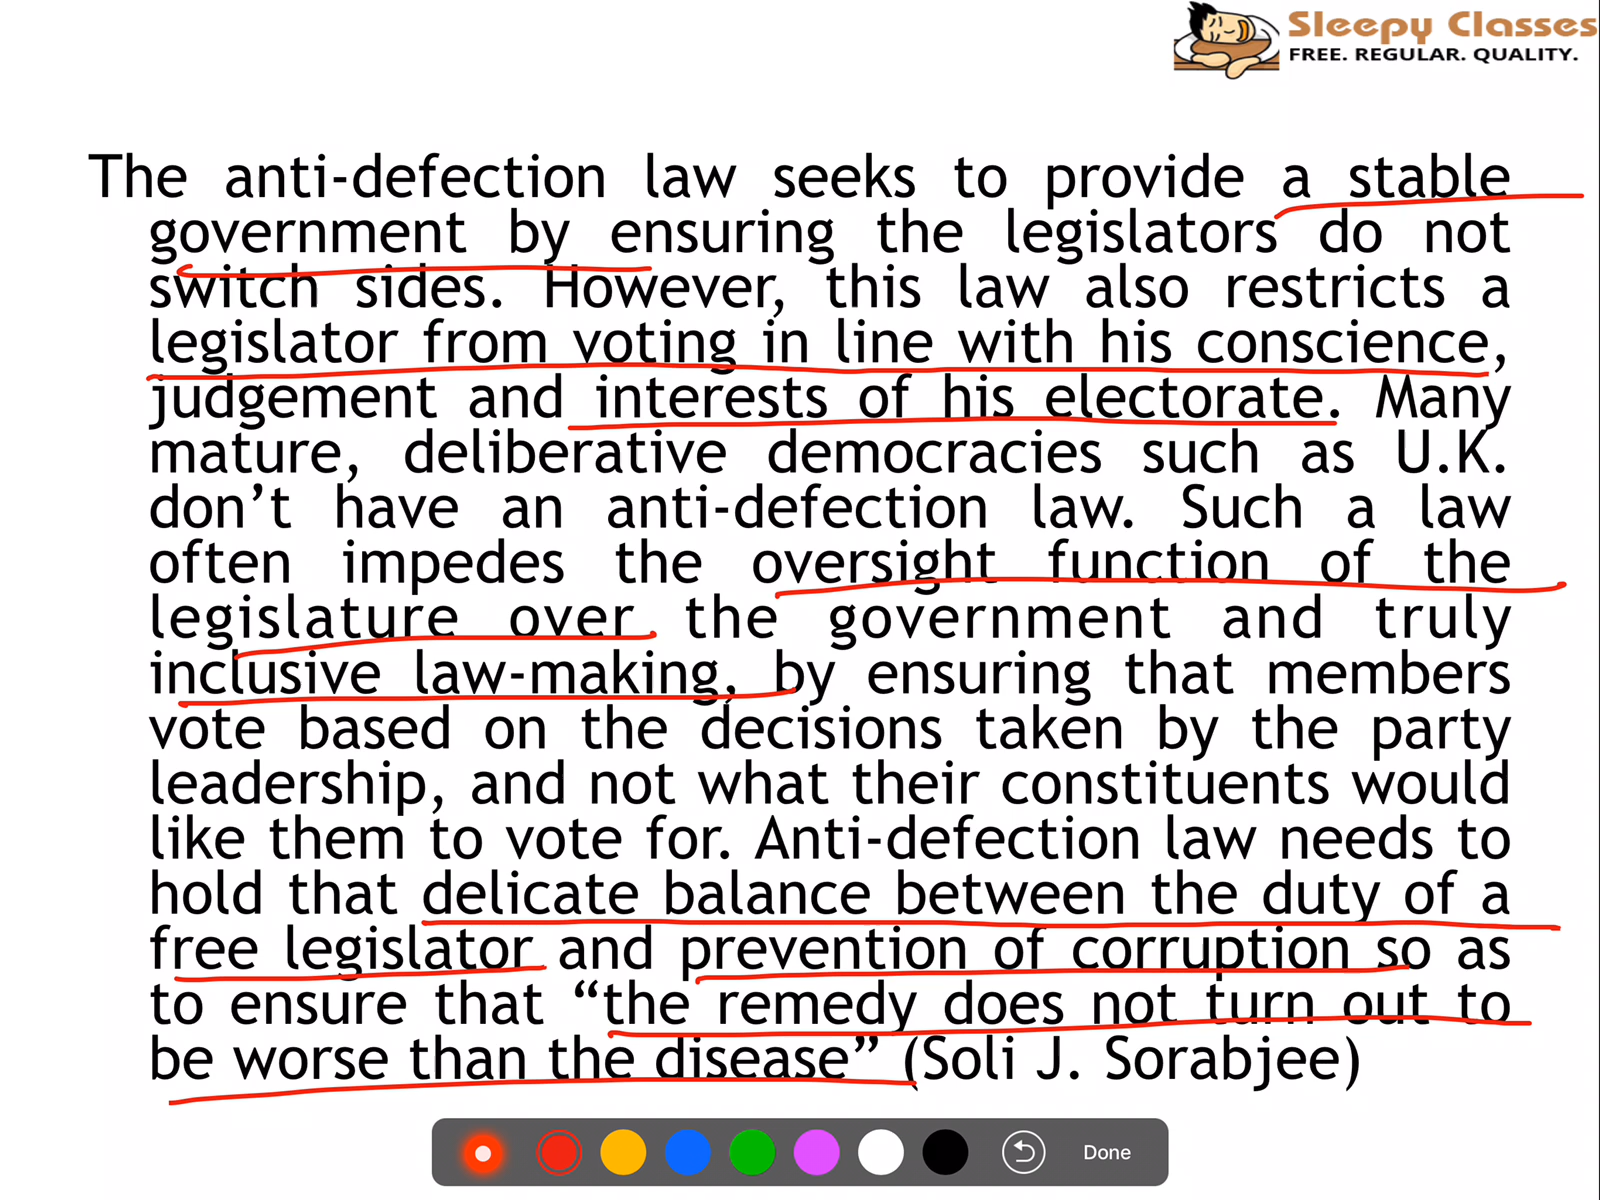 Sleepy Classes
FREE. REGULAR. QUALITY.
The anti-defection law seeks to provide a stable
government by ensuring the legislators do not
switch sides. However, this law also restricts a
legislator from voting in line with his conscience,
judgement and interests of his electorate. Many
mature, deliberative democracies such as U.K.
don’t have an anti-defection law. Such a law
often impedes the oversight function of the
legislature over the government and truly
inclusive law-making, by ensuring that members
vote based on the decisions taken by the party
leadership, and not what their constituents would
like them to vote for. Anti-defection law needs to
hold that delicate balance between the duty of a
free legislator and prevention of corruption so as
to ensure that “the remedy does not turn out to
be worse than the disease” (Soli J. Sorabjee)
Done